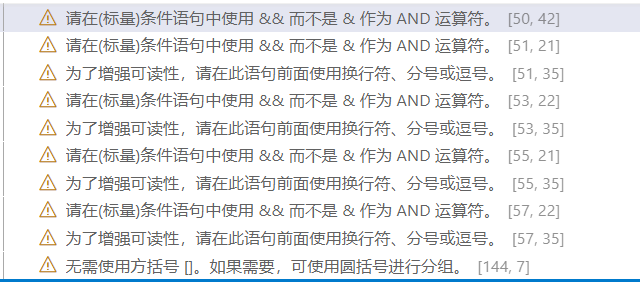 请在(标量)条件语句中使用 && 而不是 & 作为 AND 运算符。 [50, 42]
请在(标量)条件语句中使用 && 而不是 & 作为 AND 运算符。 [51, 21]
为了增强可读性，请在此语句前面使用换行符、分号或逗号。 [51, 35]
请在(标量)条件语句中使用 && 而不是 & 作为 AND 运算符。 [53, 22]
为了增强可读性，请在此语句前面使用换行符、分号或逗号。 [53, 35]
请在(标量)条件语句中使用 && 而不是 & 作为 AND 运算符。 [55, 21]
为了增强可读性，请在此语句前面使用换行符、分号或逗号。 [55, 35]
请在(标量)条件语句中使用 && 而不是 & 作为 AND 运算符。 [57, 22]
为了增强可读性，请在此语句前面使用换行符、分号或逗号。 [57, 35]
无需使用方括号 []。如果需要，可使用圆括号进行分组。 [144, 7]